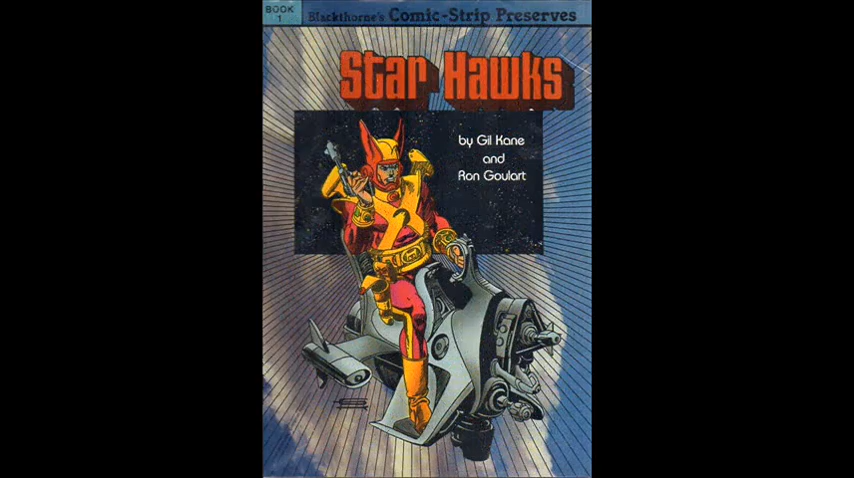 BOOK
1
Blackthorne's Comic-Strip Preserves
Star Hawks
by Gil Kane
and
Ron Goulart